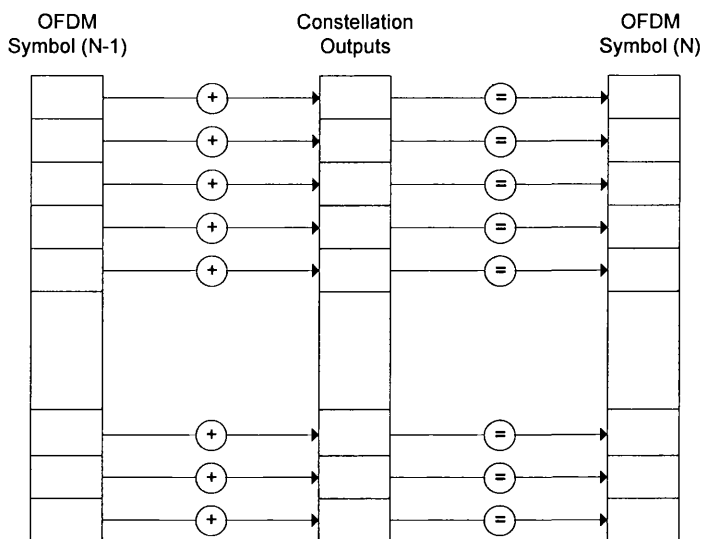 OFDM
Symbol (N-1)
Constellation
Outputs
OFDM
Symbol (N)
+ =
+ =
+ =
+ =
+ =
+ =
+ =
+ =